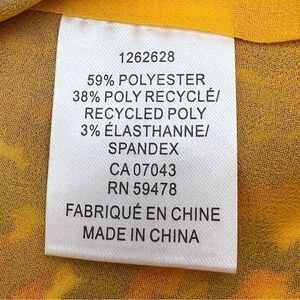 1262628
59% POLYESTER
38% POLY RECYCLÉ/
RECYCLED POLY
3% ÉLASTHANNE/
SPANDEX
CA 07043
RN 59478
FABRIQUÉ EN CHINE
MADE IN CHINA